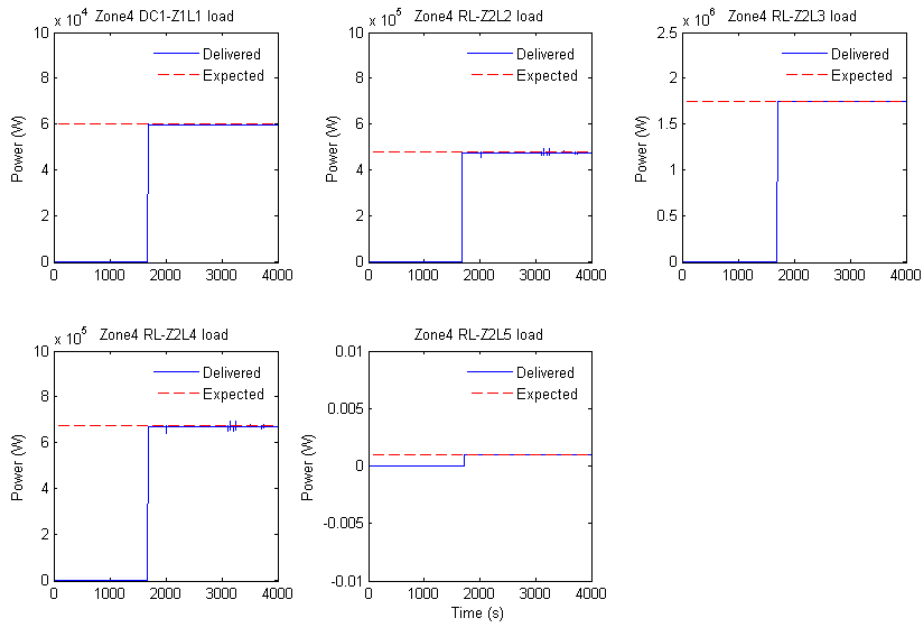 Zone4 DC1-Z1L1 load
x 10^4
Delivered
Expected
Power (W)
10
8
6
4
2
0
0 1000 2000 3000 4000
Zone4 RL-Z2L2 load
x 10^5
Delivered
Expected
Power (W)
10
8
6
4
2
0
0 1000 2000 3000 4000
Zone4 RL-Z2L3 load
x 10^6
Delivered
Expected
Power (W)
2.5
2
1.5
1
0.5
0
0 1000 2000 3000 4000
Zone4 RL-Z2L4 load
x 10^5
Delivered
Expected
Power (W)
10
8
6
4
2
0
0 1000 2000 3000 4000
Zone4 RL-Z2L5 load
Delivered
Expected
Power (W)
0.01
0.005
0
-0.005
-0.01
0 1000 2000 3000 4000
Time (s)